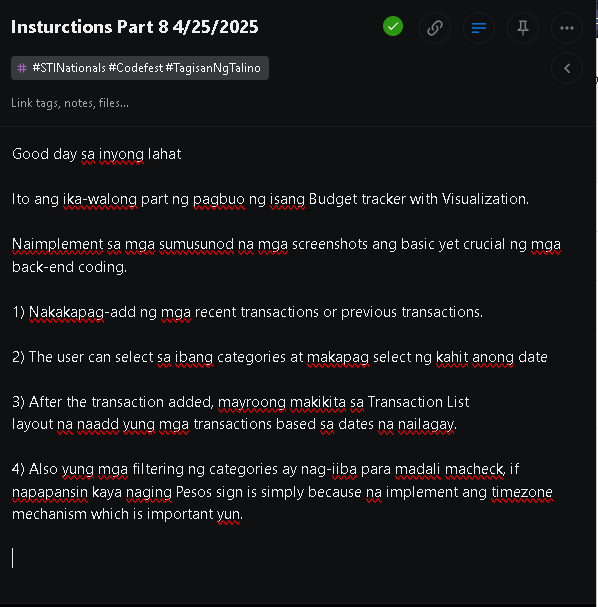 Insturctions Part 8 4/25/2025
# #STINationals #Codefest #TagisanNgTalino
Link tags, notes, files...
Good day sa inyong lahat
Ito ang ika-walong part ng pagbuo ng isang Budget tracker with Visualization.
Naimplement sa mga sumusunod na mga screenshots ang basic yet crucial ng mga
back-end coding.
1) Nakakapag-add ng mga recent transactions or previous transactions.
2) The user can select sa ibang categories at makapag select ng kahit anong date
3) After the transaction added, mayroong makikita sa Transaction List
layout na naadd yung mga transactions based sa dates na nailagay.
4) Also yung mga filtering ng categories ay nag-iiba para madali macheck, if
napapansin kaya naging Pesos sign is simply because na implement ang timezone
mechanism which is important yun.